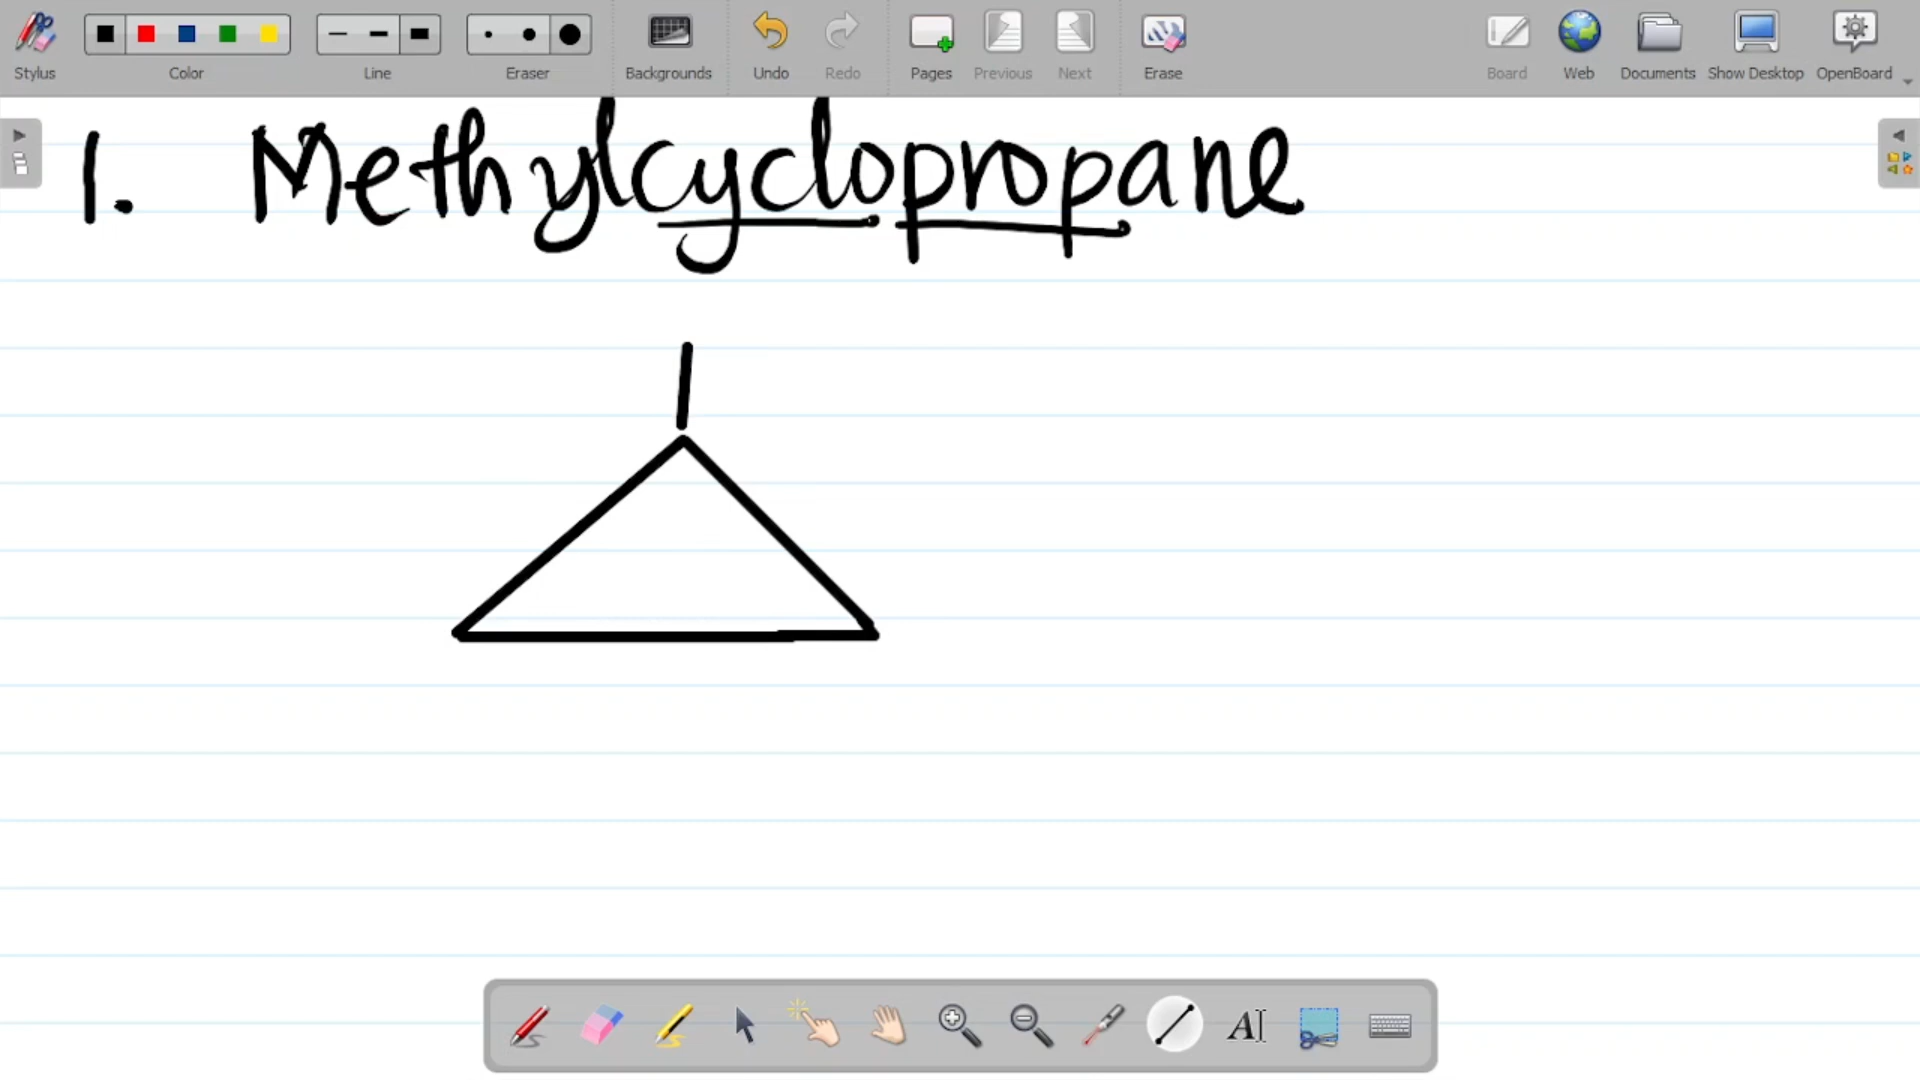 Stylus Color Line Eraser Backgrounds Undo Redo Pages Previous Next Erase Board Web Documents Show Desktop OpenBoard
1. Methylcyclopropane